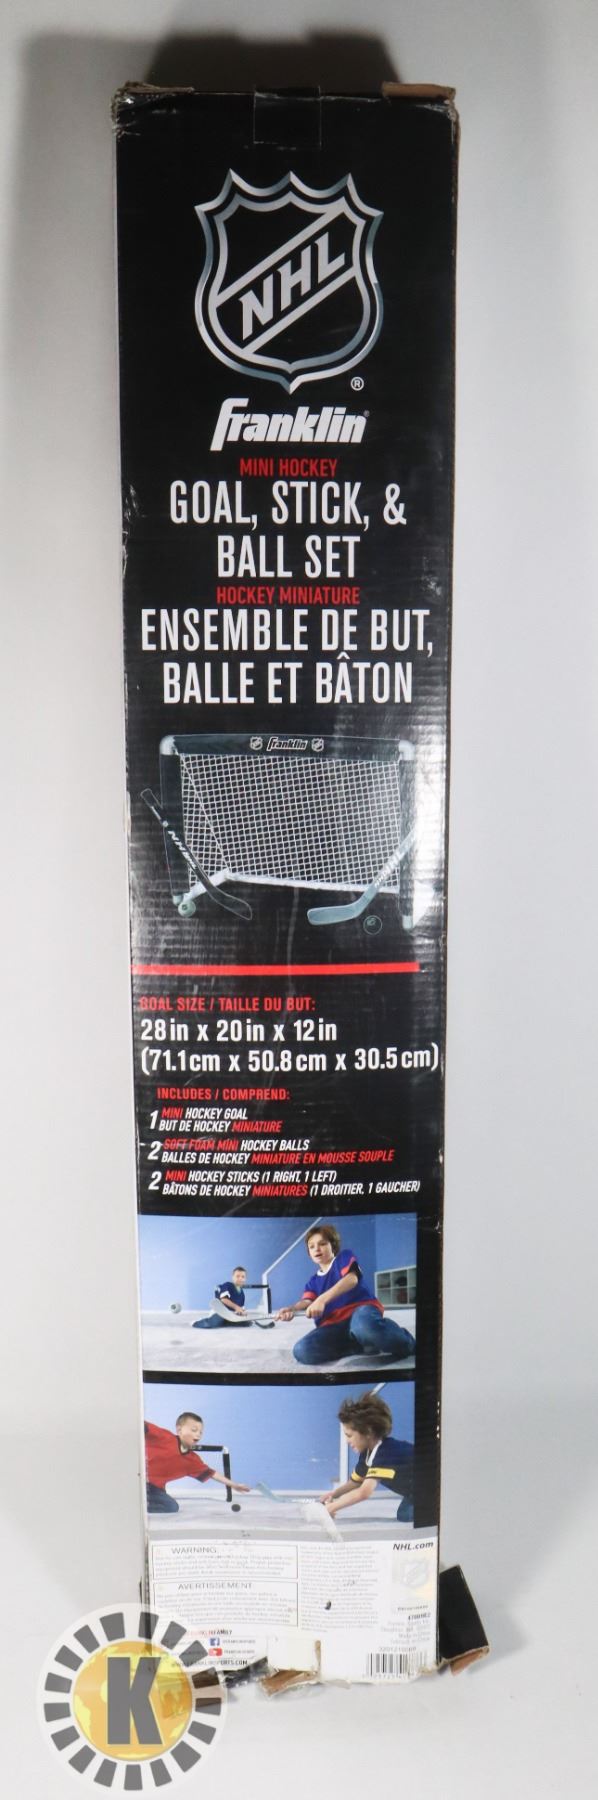 NHL
®
franklin®
MINI HOCKEY
GOAL, STICK, &
BALL SET
HOCKEY MINIATURE
ENSEMBLE DE BUT,
BALLE ET BÂTON
franklin
NHL
GOAL SIZE / TAILLE DU BUT:
28 in x 20 in x 12 in
(71.1 cm x 50.8 cm x 30.5 cm)
INCLUDES / COMPREND:
1 MINI HOCKEY GOAL
BUT DE HOCKEY MINIATURE
2 SOFT FOAM MINI HOCKEY BALLS
BALLES DE HOCKEY MINIATURE EN MOUSSE SOUPLE
2 MINI HOCKEY STICKS (1 RIGHT, 1 LEFT)
BÂTONS DE HOCKEY MINIATURES (1 DROITIER, 1 GAUCHER)
WARNING:
NHL.com
AVERTISSEMENT
K